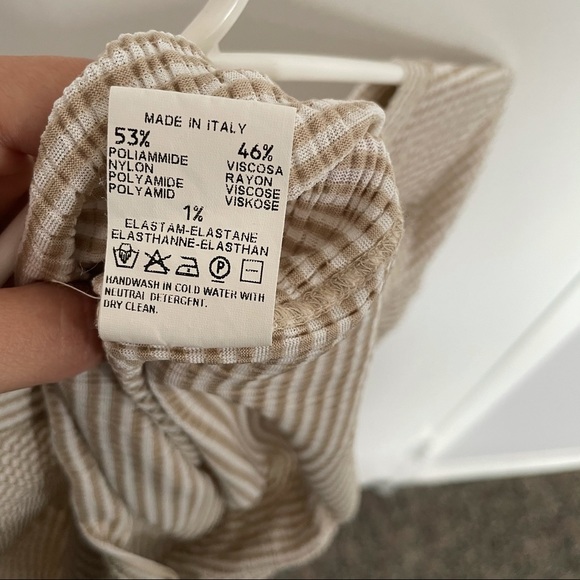 MADE IN ITALY
53%
POLIAMMIDE
NYLON
POLYAMIDE
POLYAMID
46%
VISCOSA
RAYON
VISCOSE
VISKOSE
1%
ELASTAM-ELASTANE
ELASTHANNE-ELASTHAN
P
HANDWASH IN COLD WATER WITH
NEUTRAL DETERGENT.
DRY CLEAN.